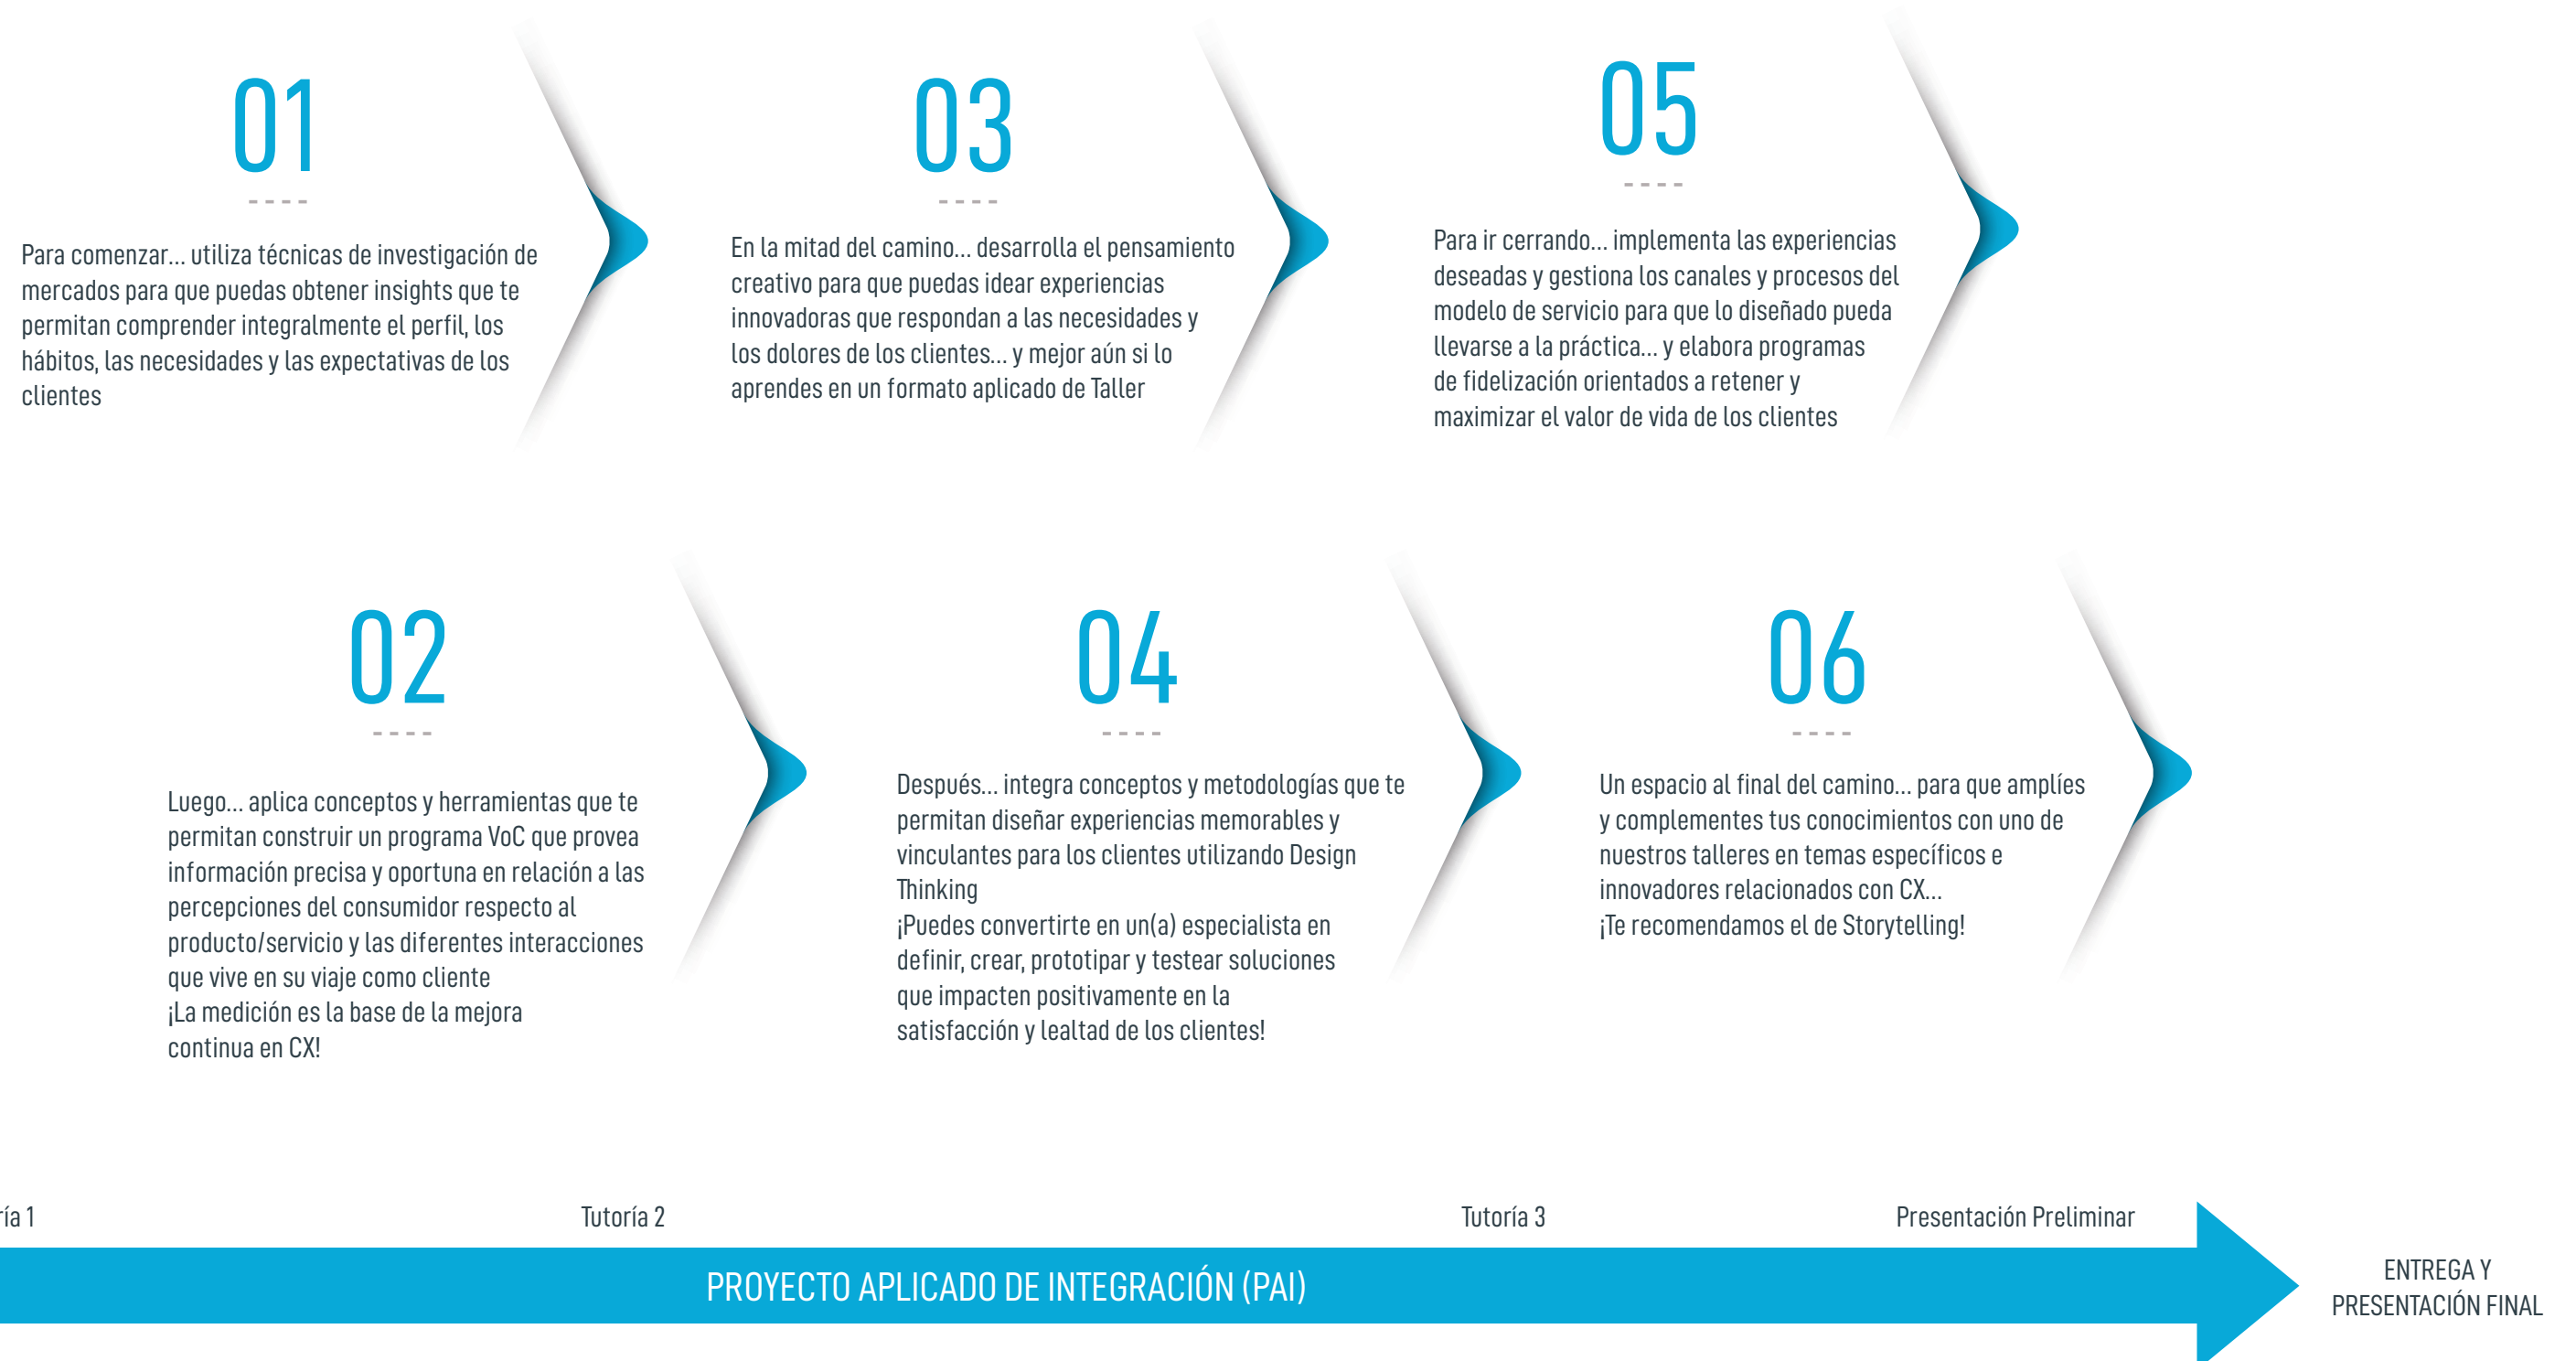 01
Para comenzar... utiliza técnicas de investigación de
mercados para que puedas obtener insights que te
permitan comprender integralmente el perfil, los
hábitos, las necesidades y las expectativas de los
clientes
02
Luego... aplica conceptos y herramientas que te
permitan construir un programa VoC que provea
información precisa y oportuna en relación a las
percepciones del consumidor respecto al
producto/servicio y las diferentes interacciones
que vive en su viaje como cliente
¡La medición es la base de la mejora
continua en CX!
03
En la mitad del camino... desarrolla el pensamiento
creativo para que puedas idear experiencias
innovadoras que respondan a las necesidades y
los dolores de los clientes... y mejor aún si lo
aprendes en un formato aplicado de Taller
04
Después... integra conceptos y metodologías que te
permitan diseñar experiencias memorables y
vinculantes para los clientes utilizando Design
Thinking
¡Puedes convertirte en un(a) especialista en
definir, crear, prototipar y testear soluciones
que impacten positivamente en la
satisfacción y lealtad de los clientes!
05
Para ir cerrando... implementa las experiencias
deseadas y gestiona los canales y procesos del
modelo de servicio para que lo diseñado pueda
llevarse a la práctica... y elabora programas
de fidelización orientados a retener y
maximizar el valor de vida de los clientes
06
Un espacio al final del camino... para que amplíes
y complementes tus conocimientos con uno de
nuestros talleres en temas específicos e
innovadores relacionados con CX...
¡Te recomendamos el de Storytelling!
ía 1
Tutoría 2
Tutoría 3
Presentación Preliminar
PROYECTO APLICADO DE INTEGRACIÓN (PAI)
ENTREGA Y
PRESENTACIÓN FINAL